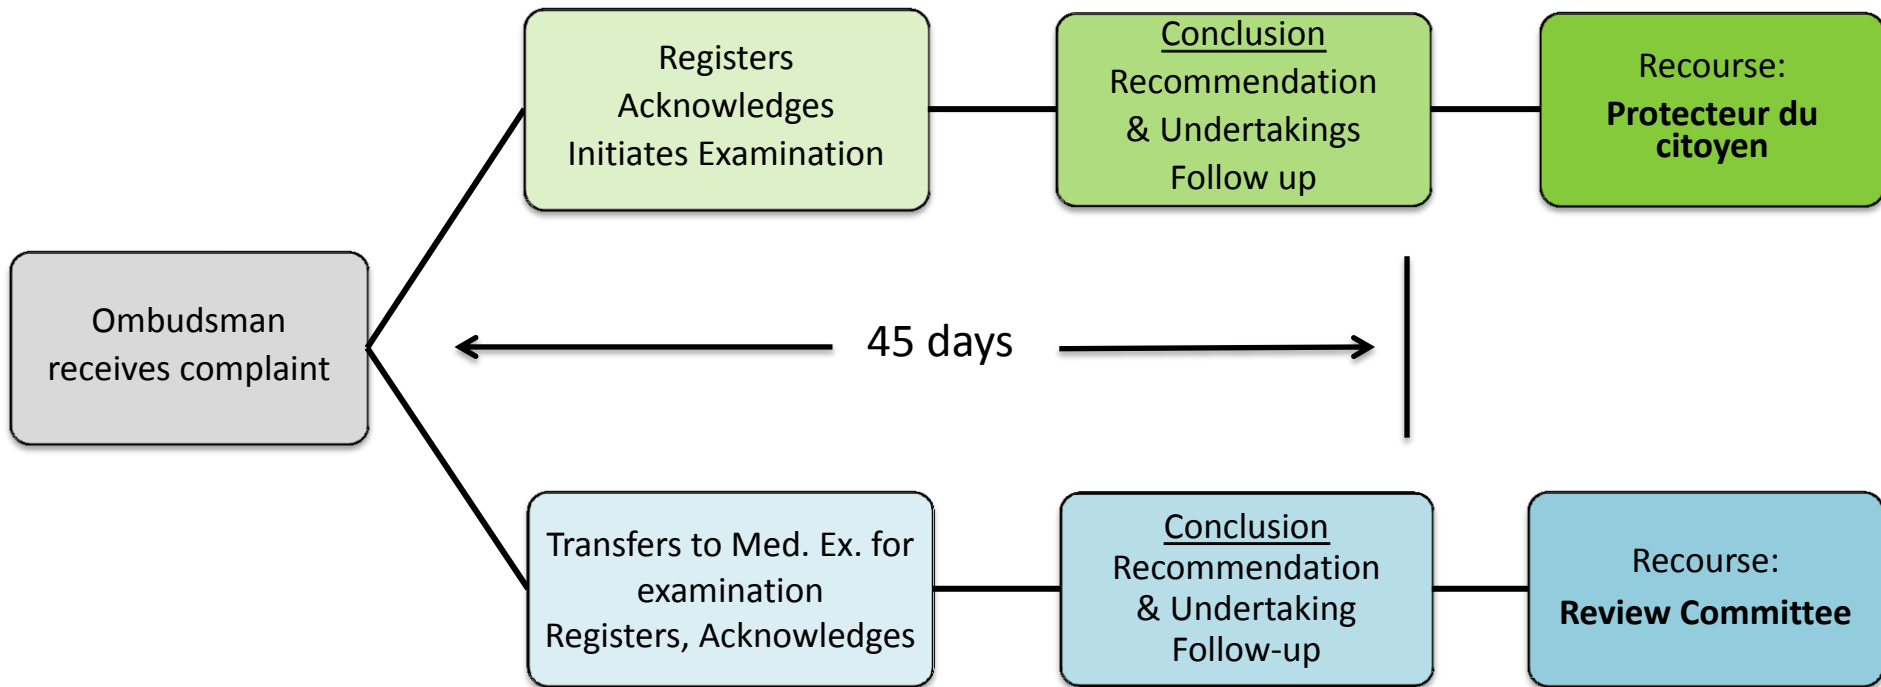 Registers
Acknowledges
Initiates Examination
Conclusion
Recommendation
& Undertakings
Follow up
Recourse:
Protecteur du
citoyen
Ombudsman
receives complaint
45 days
Transfers to Med. Ex. for
examination
Registers, Acknowledges
Conclusion
Recommendation
& Undertaking
Follow-up
Recourse:
Review Committee